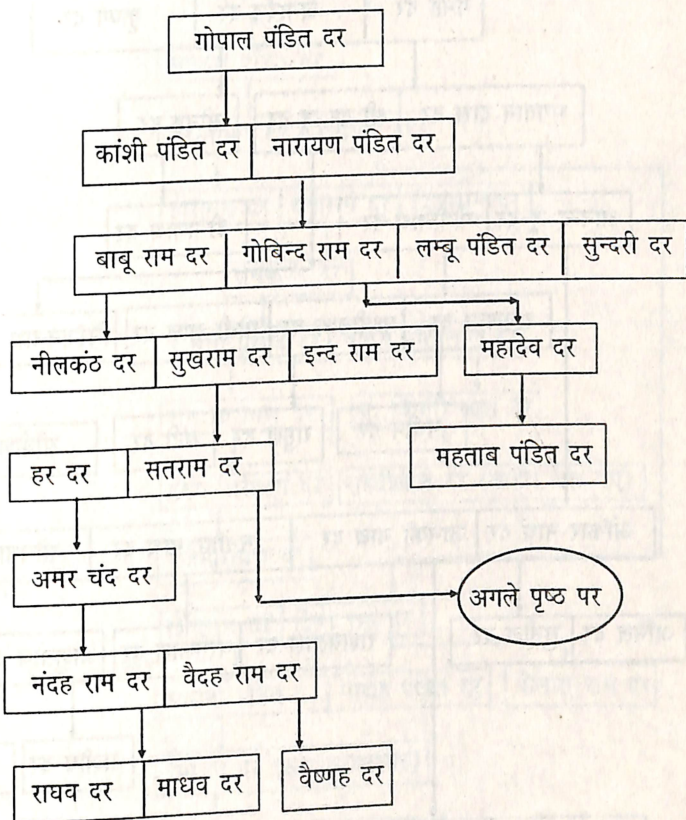 गोपाल पंडित दर
कांशी पंडित दर नारायण पंडित दर
बाबू राम दर गोबिन्द राम दर लम्बू पंडित दर सुन्दरी दर
नीलकंठ दर सुखराम दर इन्द राम दर महादेव दर
हर दर सतराम दर महताब पंडित दर
अमर चंद दर अगले पृष्ठ पर
नंदह राम दर वैदह राम दर
राघव दर माधव दर वैष्णह दर